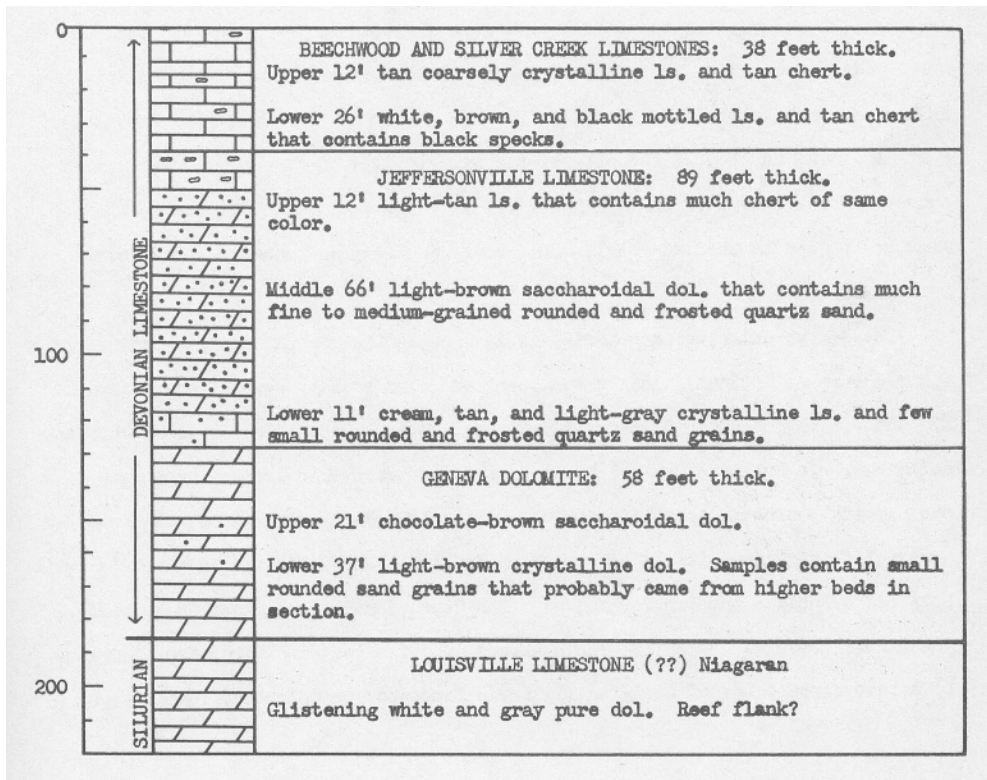 0
100
200
DEVONIAN LIMESTONE
SILURIAN
BEECHWOOD AND SILVER CREEK LIMESTONES: 38 feet thick.
Upper 12' tan coarsely crystalline ls. and tan chert.
Lower 26' white, brown, and black mottled ls. and tan chert
that contains black specks.
JEFFERSONVILLE LIMESTONE: 89 feet thick.
Upper 12' light-tan ls. that contains much chert of same
color.
Middle 66' light-brown saccharoidal dol. that contains much
fine to medium-grained rounded and frosted quartz sand.
Lower 11' cream, tan, and light-gray crystalline ls. and few
small rounded and frosted quartz sand grains.
GENEVA DOLOMITE: 58 feet thick.
Upper 21' chocolate-brown saccharoidal dol.
Lower 37' light-brown crystalline dol. Samples contain small
rounded sand grains that probably came from higher beds in
section.
LOUISVILLE LIMESTONE (??) Niagaran
Glistening white and gray pure dol. Reef flank?